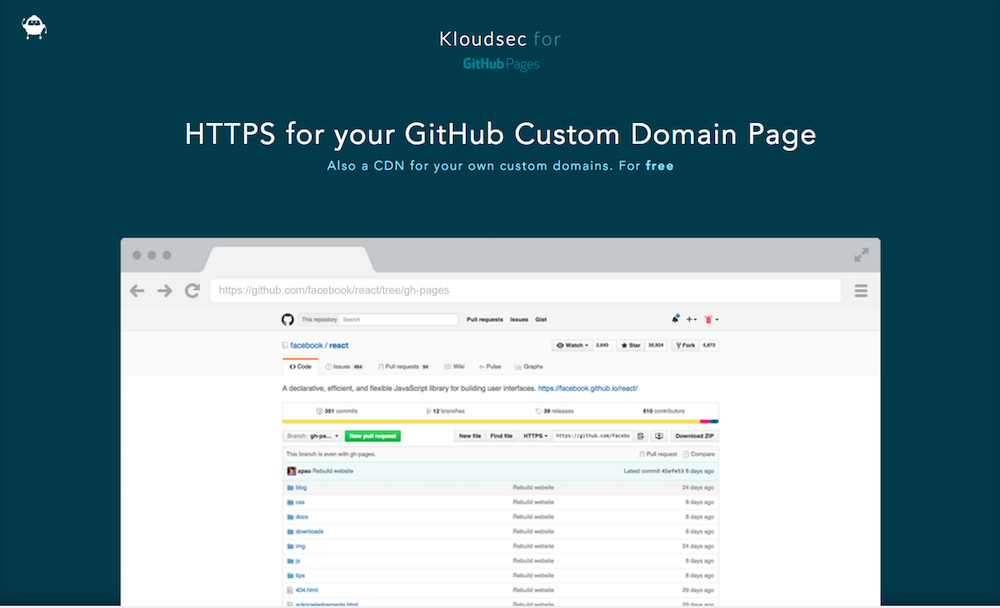 Kloudsec for
GitHub Pages
HTTPS for your GitHub Custom Domain Page
Also a CDN for your own custom domains. For free
https://github.com/facebook/react/tree/gh-pages
This repository Search Pull requests Issues Gist
facebook / react Watch 2,643 Star 35,924 Fork 5,872
Code Issues 484 Pull requests 94 Wiki Pulse Graphs
A declarative, efficient, and flexible JavaScript library for building user interfaces. https://facebook.github.io/react/
351 commits 12 branches 39 releases 610 contributors
Branch: gh-pa... New pull request New file Find file HTTPS https://github.com/facebo Download ZIP
This branch is even with gh-pages. Pull request Compare
zpao Rebuild website Latest commit 45efe53 8 days ago
blog Rebuild website 24 days ago
css Rebuild website 8 days ago
docs Rebuild website 8 days ago
downloads Rebuild website 8 days ago
img Rebuild website 24 days ago
js Rebuild website 8 days ago
tips Rebuild website 8 days ago
404.html Rebuild website 29 days ago
acknowledgements.html Rebuild website 29 days ago